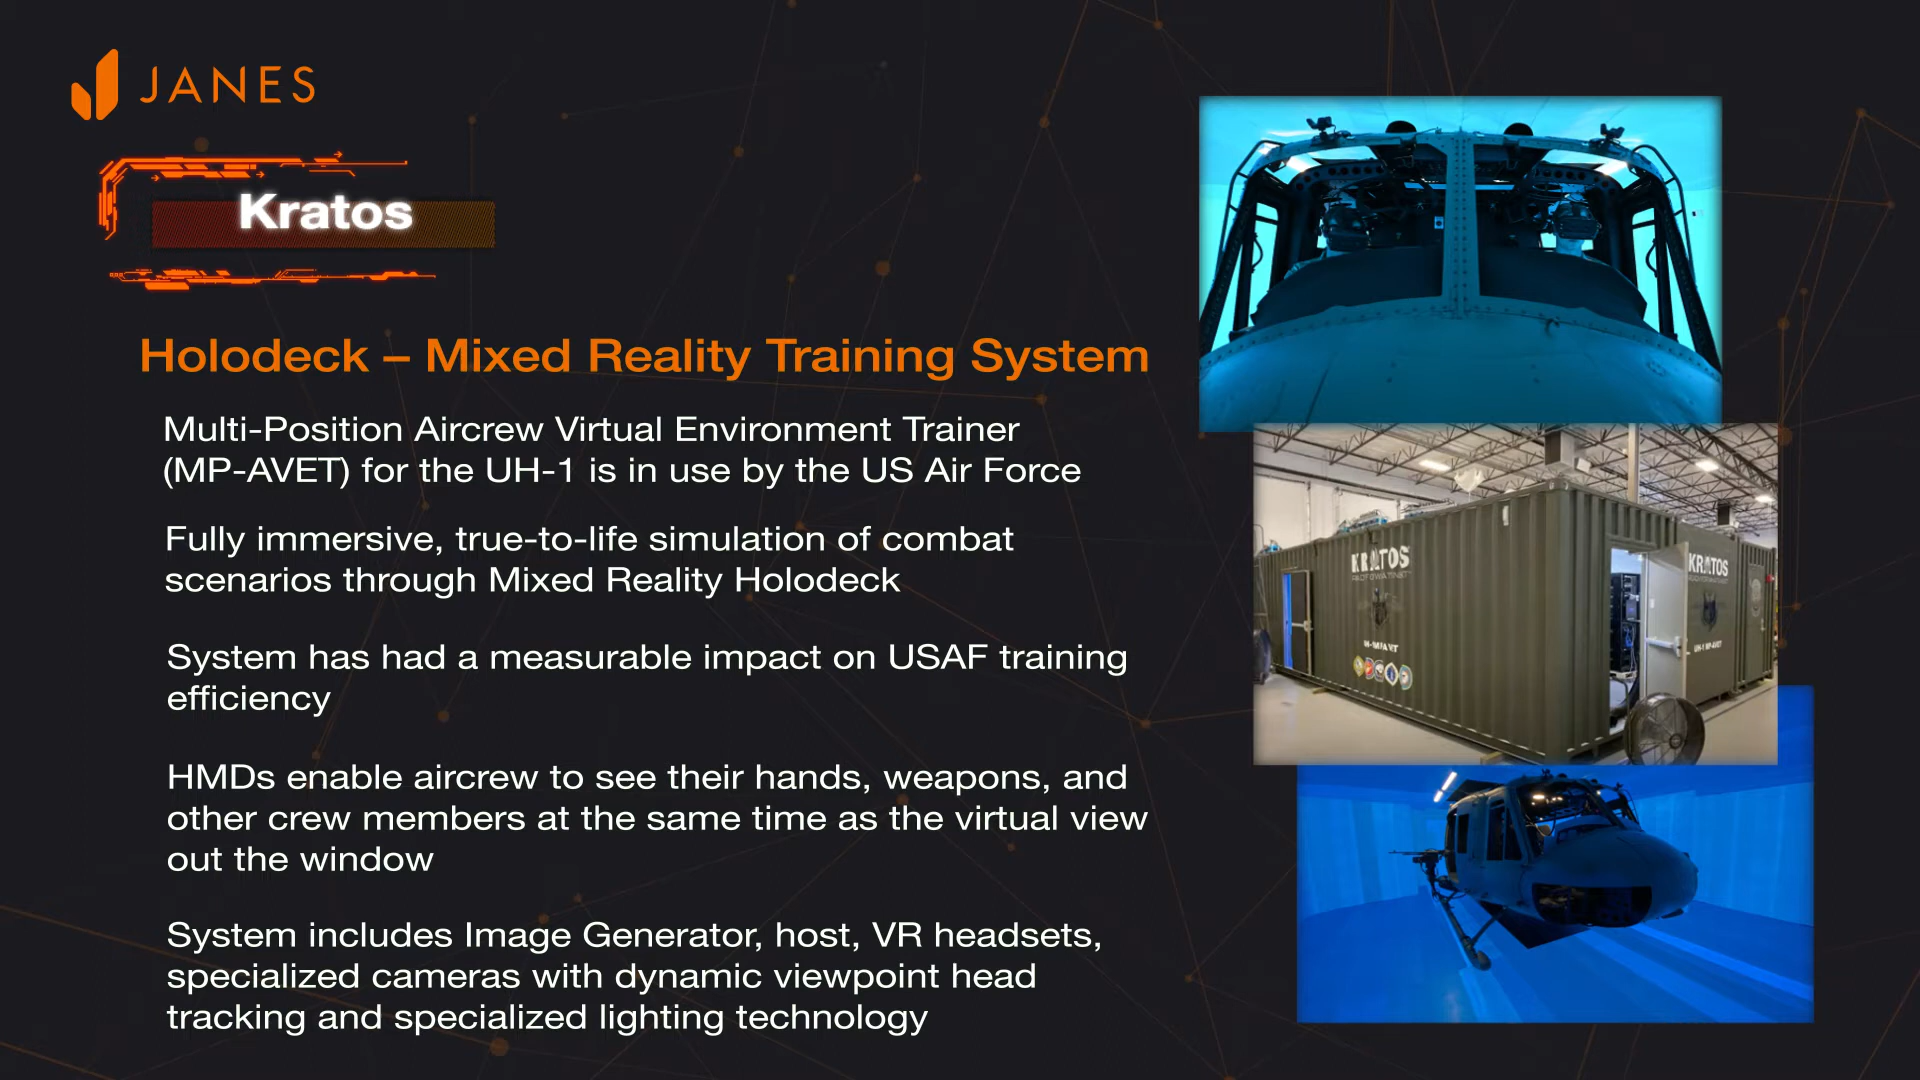 JANES
Kratos
Holodeck – Mixed Reality Training System
Multi-Position Aircrew Virtual Environment Trainer
(MP-AVET) for the UH-1 is in use by the US Air Force
Fully immersive, true-to-life simulation of combat
scenarios through Mixed Reality Holodeck
System has had a measurable impact on USAF training
efficiency
HMDs enable aircrew to see their hands, weapons, and
other crew members at the same time as the virtual view
out the window
System includes Image Generator, host, VR headsets,
specialized cameras with dynamic viewpoint head
tracking and specialized lighting technology
KRATOS
KRATOS
UH-1 MP-AVET